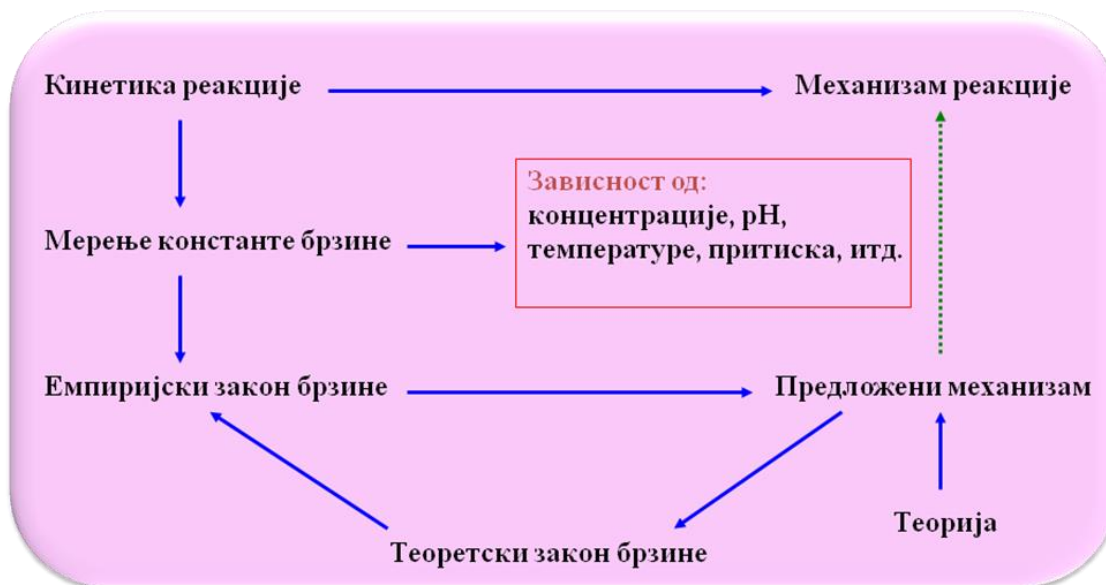 Кинетика реакције
Механизам реакције
Зависност од:
концентрације, pH,
температуре, притиска, итд.
Мерење константе брзине
Емпиријски закон брзине
Предложени механизам
Теорија
Теоретски закон брзине